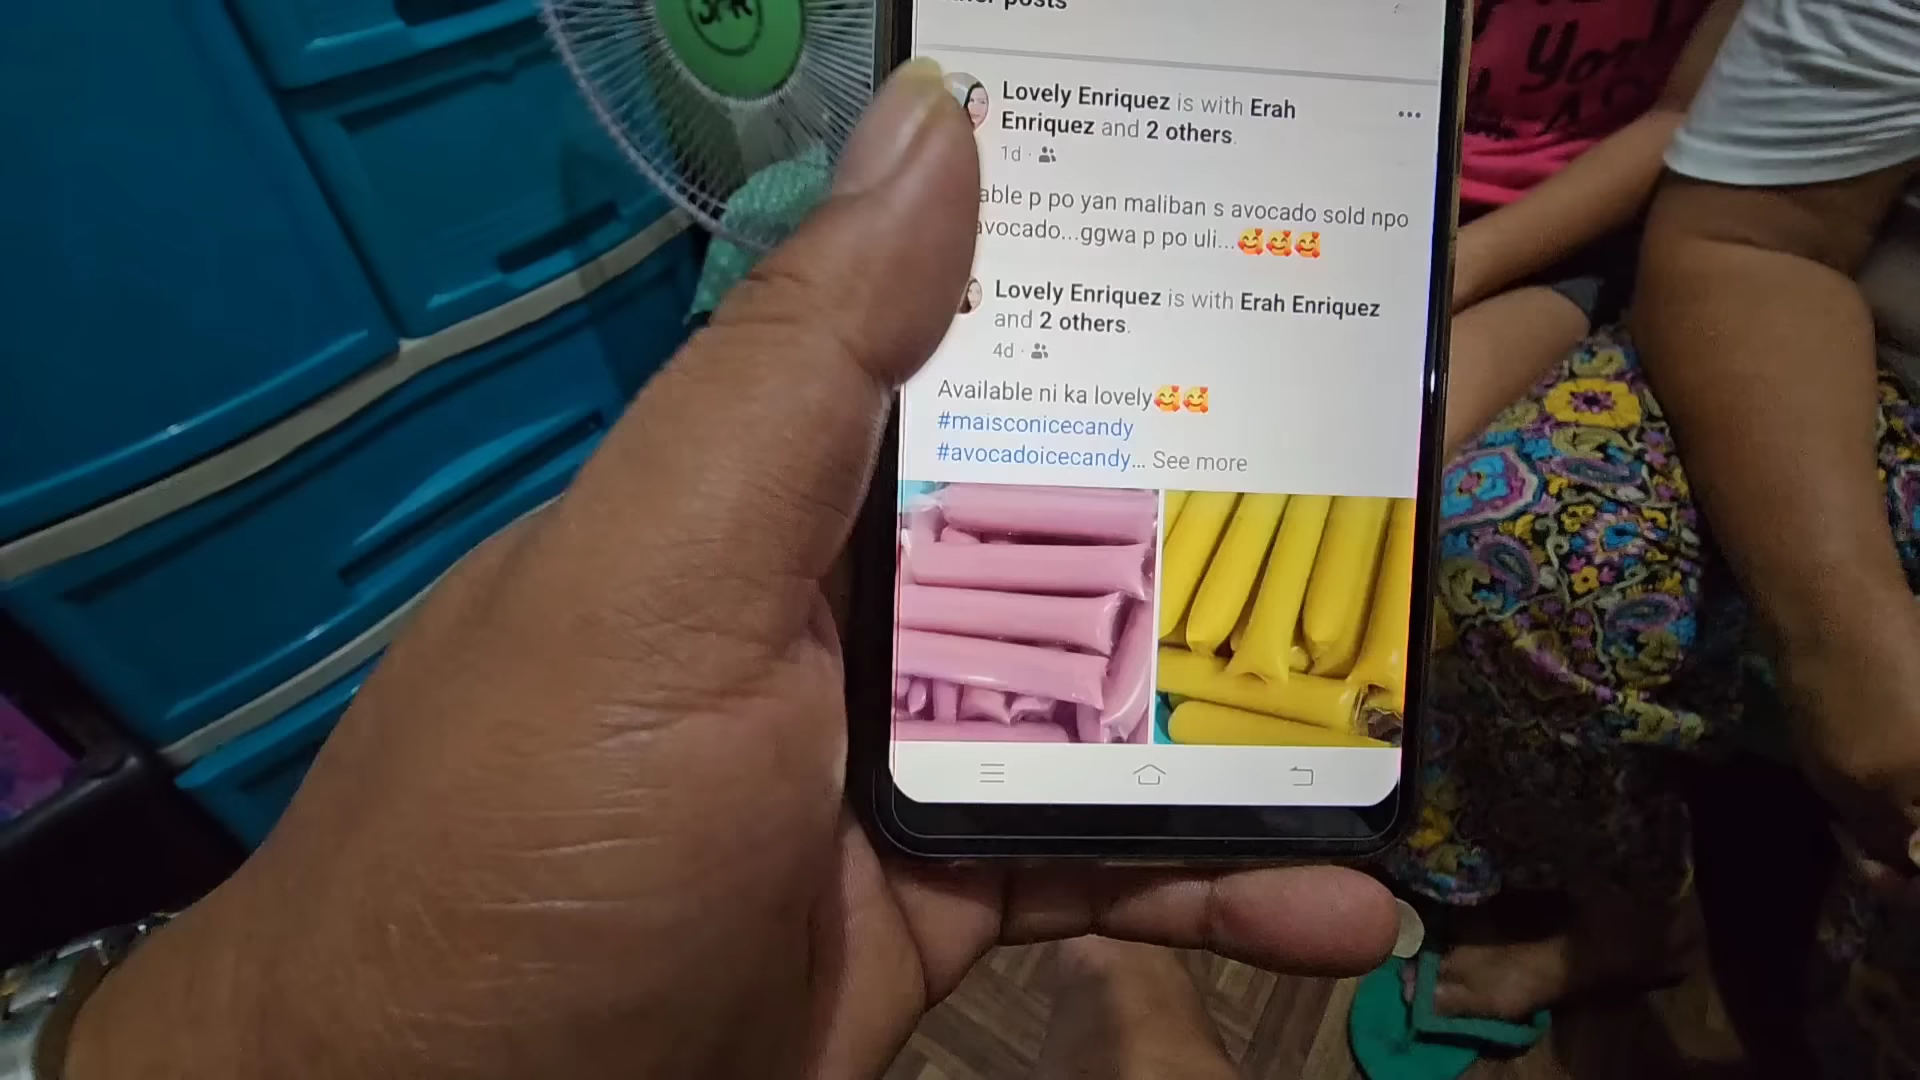 posts
Lovely Enriquez is with Erah
Enriquez and 2 others.
1d ·
p po yan maliban s avocado sold npo
avocado...ggwa p po uli...🥰🥰🥰
Lovely Enriquez is with Erah Enriquez
and 2 others.
4d ·
Available ni ka lovely🥰🥰
#maisconicecandy
#avocadoicecandy... See more
You